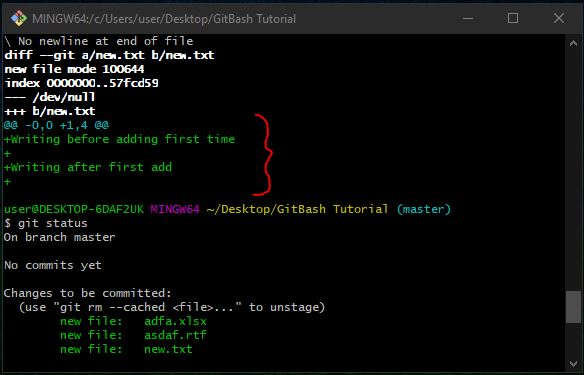 MINGW64:/c/Users/user/Desktop/GitBash Tutorial
\ No newline at end of file
diff --git a/new.txt b/new.txt
new file mode 100644
index 0000000..57fcd59
--- /dev/null
+++ b/new.txt
@@ -0,0 +1,4 @@
+Writing before adding first time
+
+Writing after first add
+
user@DESKTOP-6DAF2UK MINGW64 ~/Desktop/GitBash Tutorial (master)
$ git status
On branch master
No commits yet
Changes to be committed:
  (use "git rm --cached <file>..." to unstage)
        new file:   adfa.xlsx
        new file:   asdaf.rtf
        new file:   new.txt